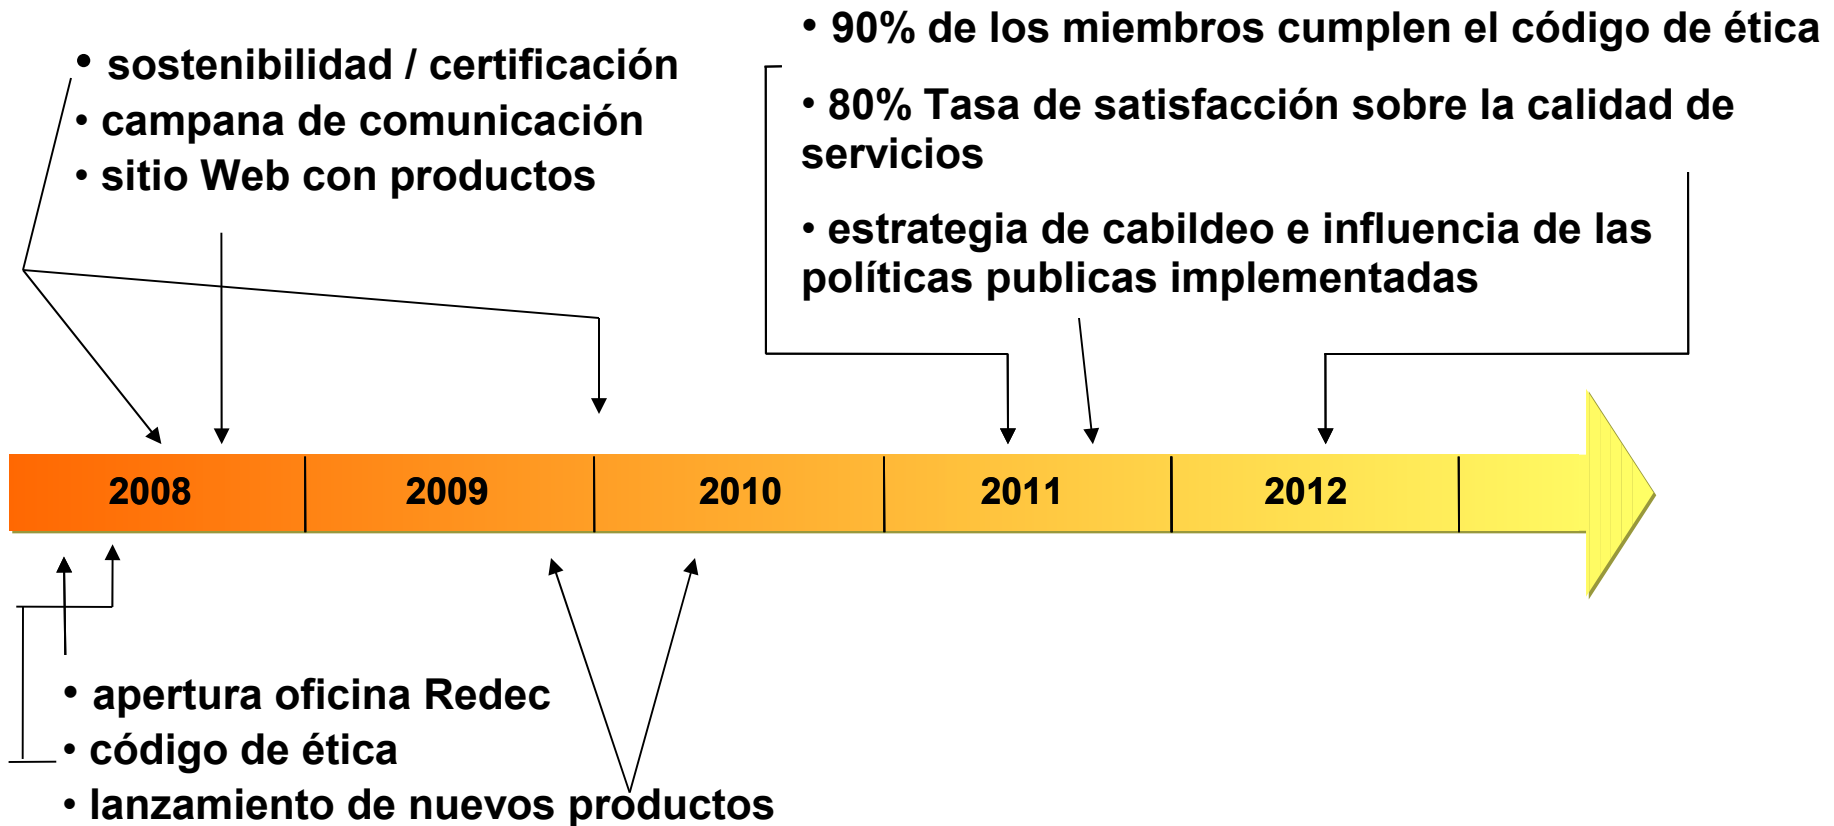 • sostenibilidad / certificación
• campana de comunicación
• sitio Web con productos
• 90% de los miembros cumplen el código de ética
• 80% Tasa de satisfacción sobre la calidad de
servicios
• estrategia de cabildeo e influencia de las
políticas publicas implementadas
2008 2009 2010 2011 2012
• apertura oficina Redec
• código de ética
• lanzamiento de nuevos productos